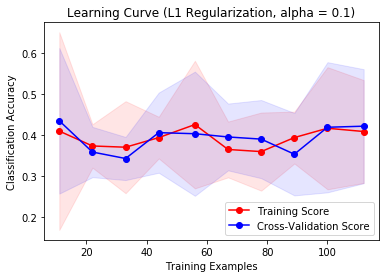 Learning Curve (L1 Regularization, alpha = 0.1)
Classification Accuracy
0.6
0.5
0.4
0.3
0.2
20 40 60 80 100
Training Examples
Training Score
Cross-Validation Score